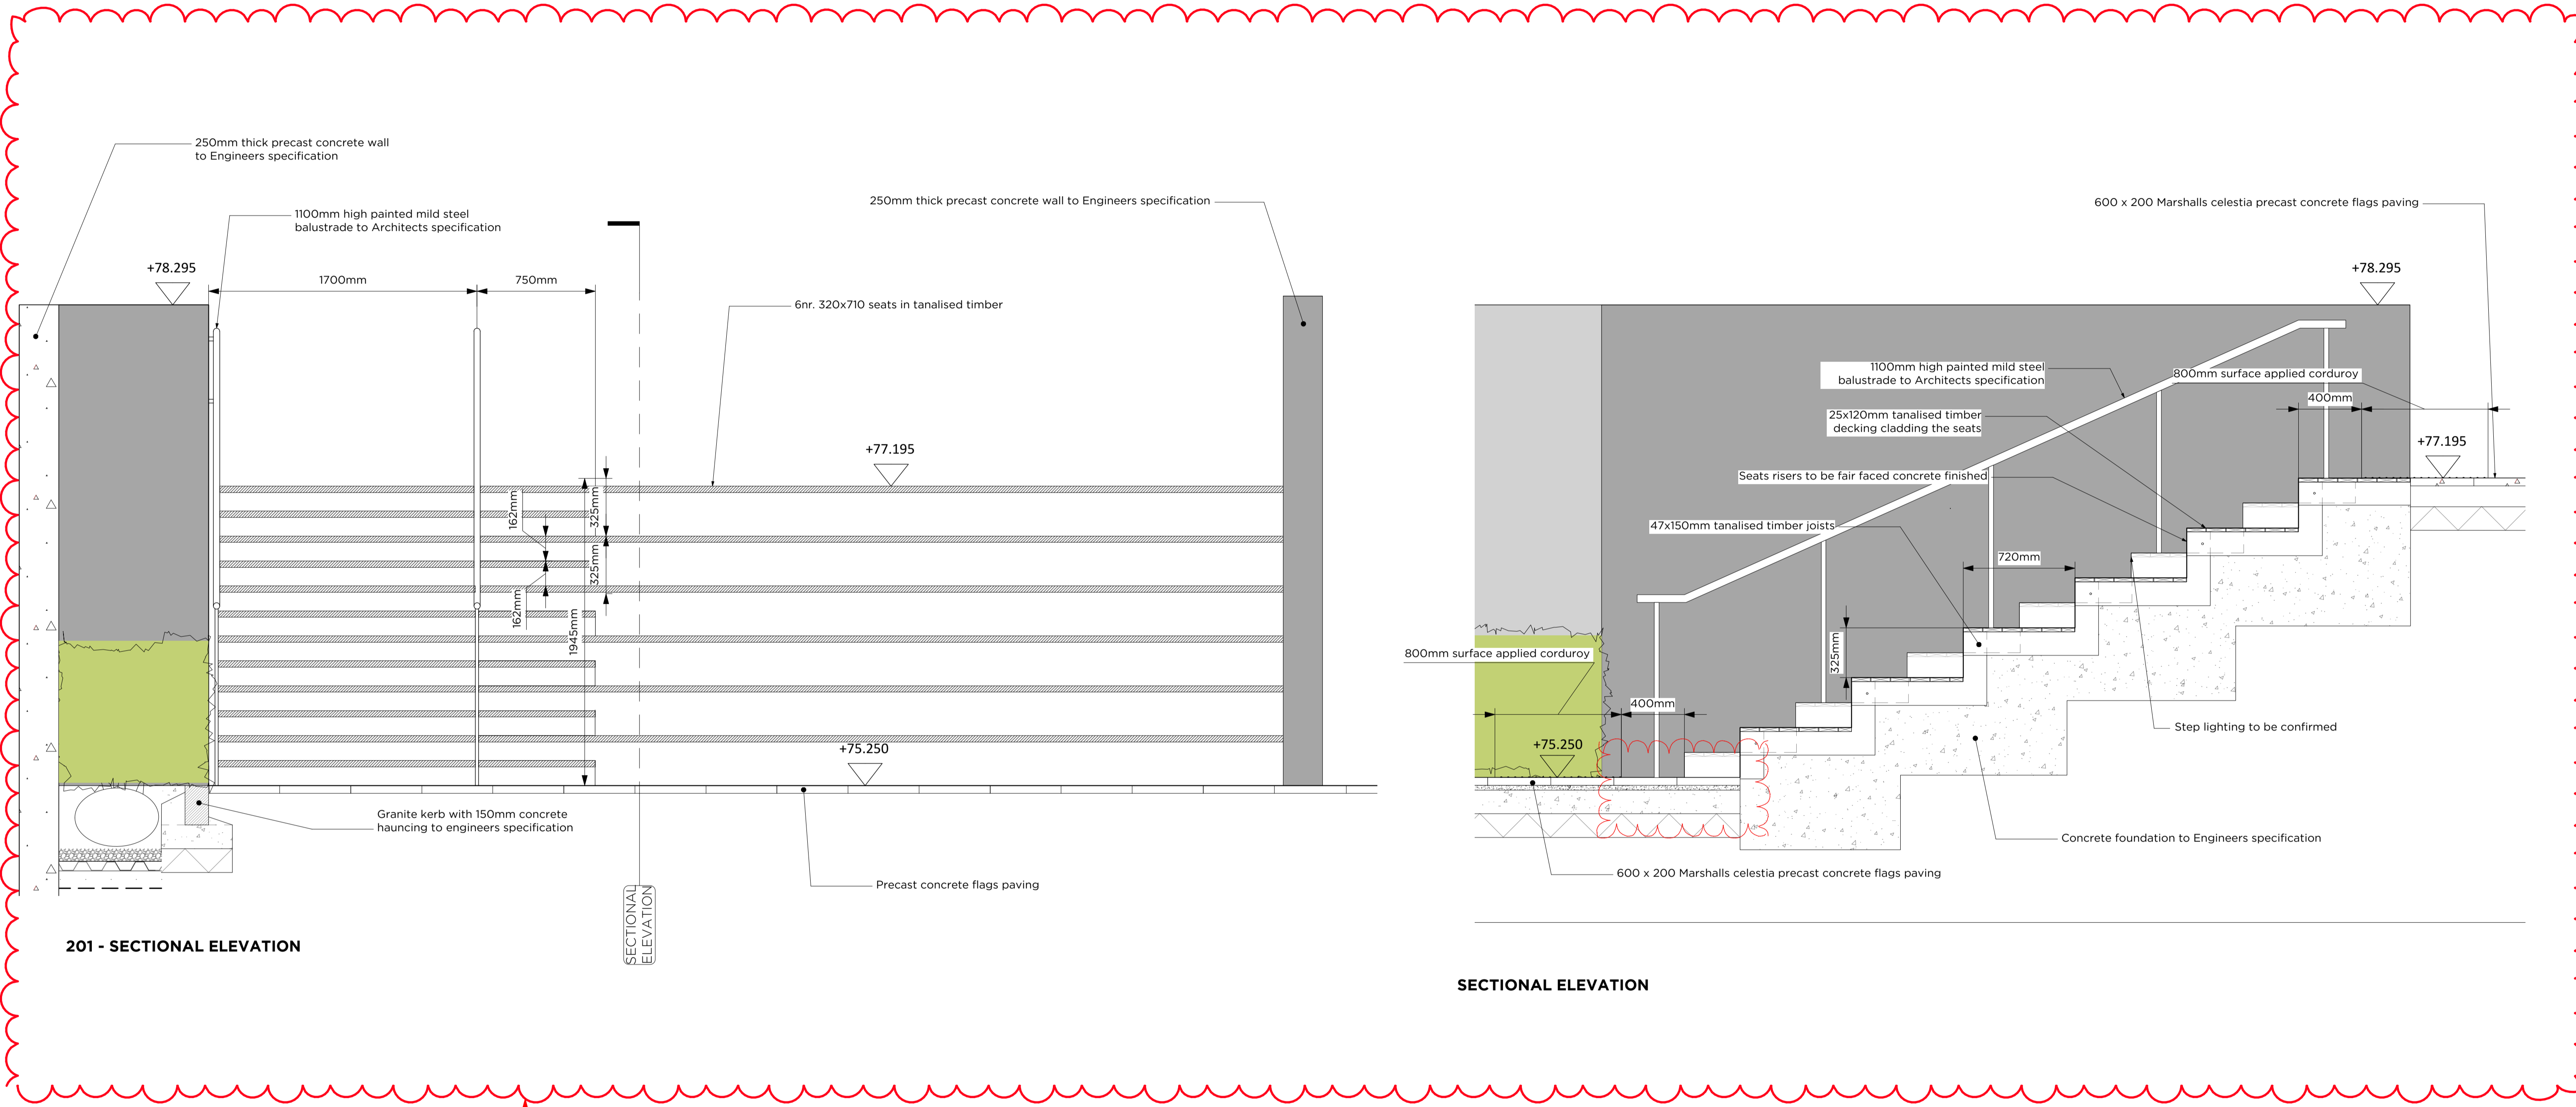 250mm thick precast concrete wall
to Engineers specification
1100mm high painted mild steel
balustrade to Architects specification
250mm thick precast concrete wall to Engineers specification
+78.295
1700mm
750mm
6nr. 320x710 seats in tanalised timber
+77.195
162mm
325mm
325mm
162mm
1945mm
+75.250
Granite kerb with 150mm concrete
hauncing to engineers specification
Precast concrete flags paving
SECTIONAL
ELEVATION
201 - SECTIONAL ELEVATION
600 x 200 Marshalls celestia precast concrete flags paving
+78.295
1100mm high painted mild steel
balustrade to Architects specification
800mm surface applied corduroy
400mm
25x120mm tanalised timber
decking cladding the seats
+77.195
Seats risers to be fair faced concrete finished
47x150mm tanalised timber joists
720mm
325mm
800mm surface applied corduroy
400mm
+75.250
Step lighting to be confirmed
Concrete foundation to Engineers specification
600 x 200 Marshalls celestia precast concrete flags paving
SECTIONAL ELEVATION